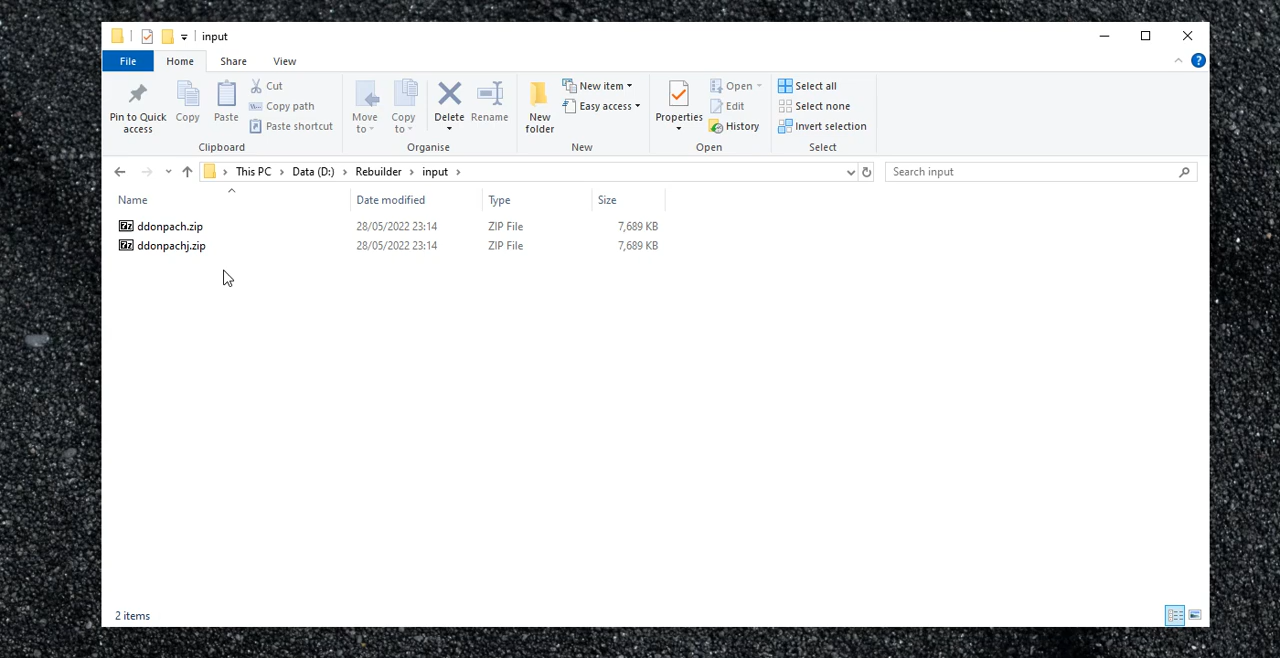 input
File Home Share View
Pin to Quick access
Copy
Paste
Cut
Copy path
Paste shortcut
Clipboard
Move to
Copy to
Delete
Rename
Organise
New folder
New item
Easy access
New
Properties
Open
Edit
History
Open
Select all
Select none
Invert selection
Select
This PC › Data (D:) › Rebuilder › input ›
Search input
Name Date modified Type Size
ddonpach.zip 28/05/2022 23:14 ZIP File 7,689 KB
ddonpachj.zip 28/05/2022 23:14 ZIP File 7,689 KB
2 items